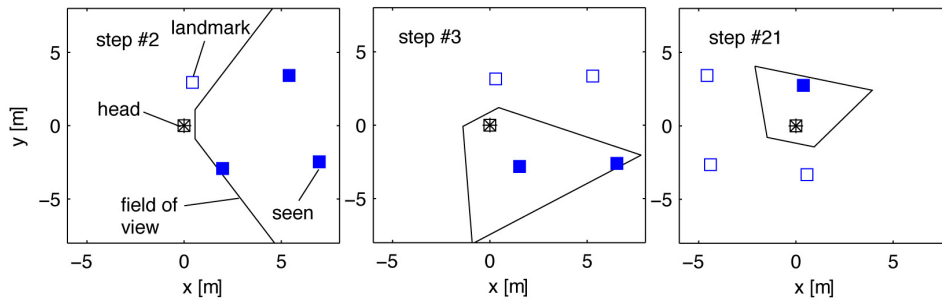 step #2
landmark
head
field of
view
seen
5
0
−5
y [m]
0
5
x [m]
step #3
5
0
−5
−5
0
5
x [m]
step #21
5
0
−5
−5
0
5
x [m]